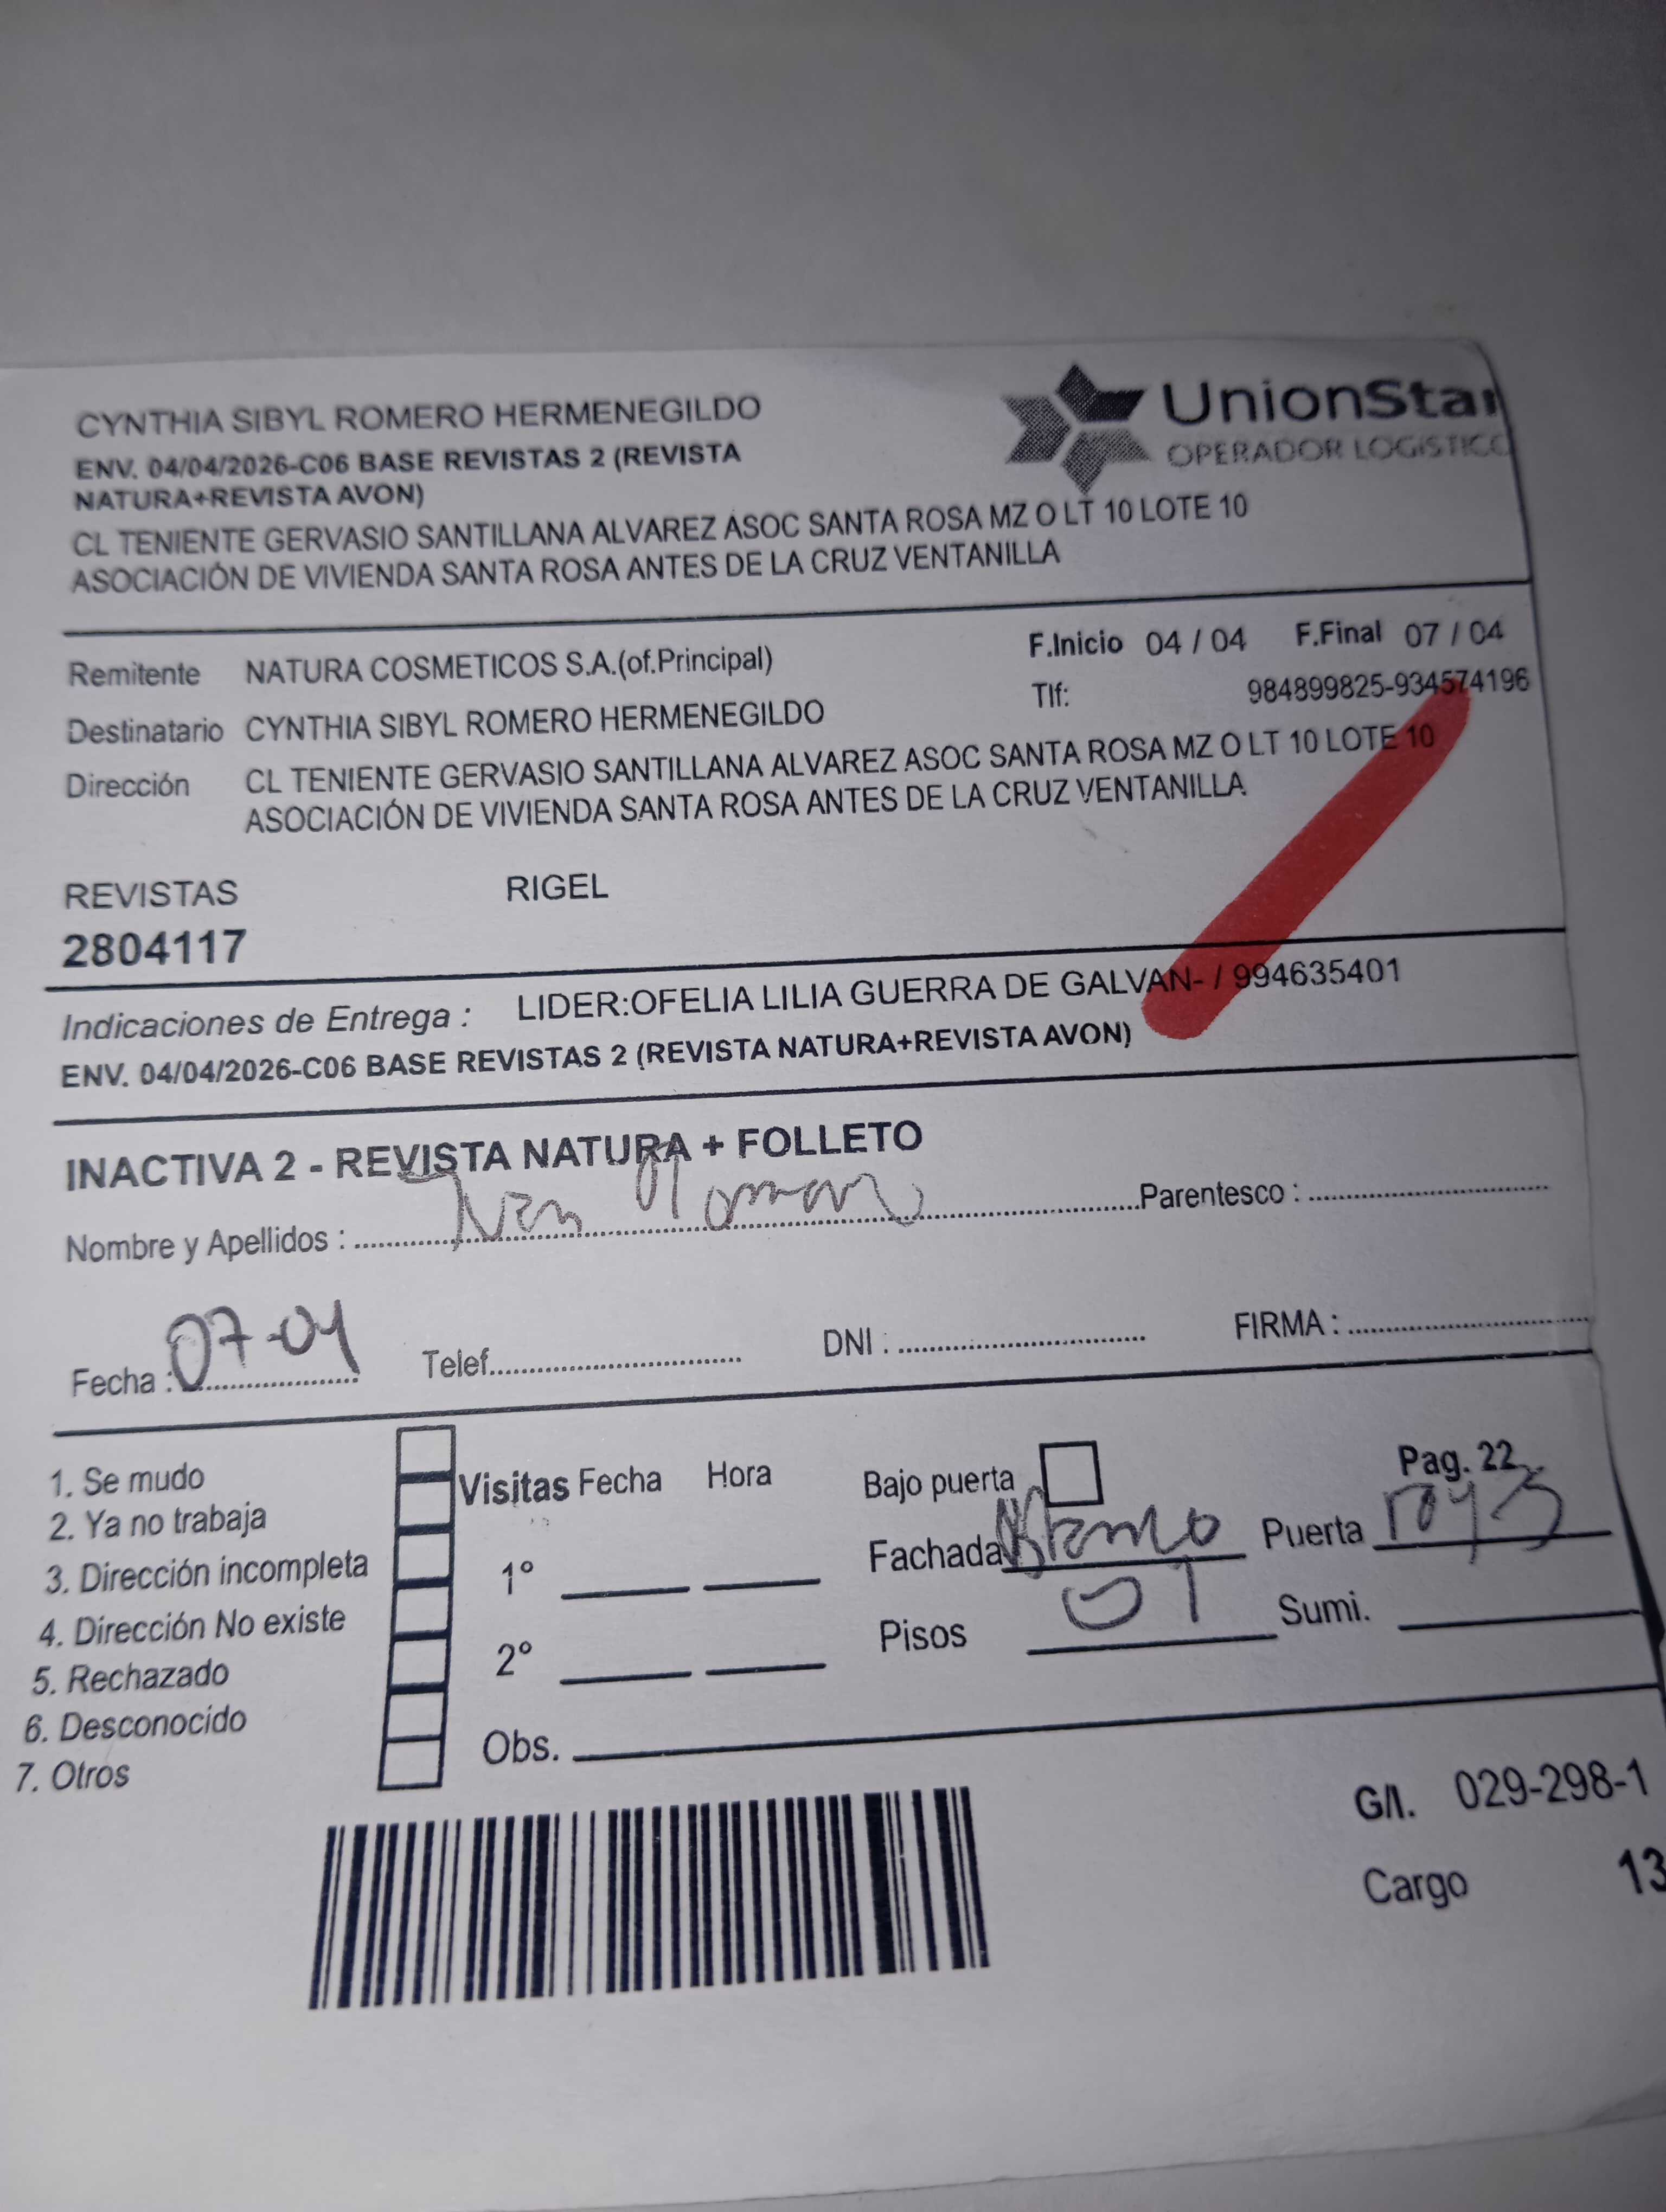 CYNTHIA SIBYL ROMERO HERMENEGILDO
UnionStar
OPERADOR LOGÍSTICO
ENV. 04/04/2026-C06 BASE REVISTAS 2 (REVISTA
NATURA+REVISTA AVON)
CL TENIENTE GERVASIO SANTILLANA ALVAREZ ASOC SANTA ROSA MZ O LT 10 LOTE 10
ASOCIACIÓN DE VIVIENDA SANTA ROSA ANTES DE LA CRUZ VENTANILLA
Remitente NATURA COSMETICOS S.A.(of.Principal) F.Inicio 04 / 04 F.Final 07 / 04
Destinatario CYNTHIA SIBYL ROMERO HERMENEGILDO Tlf: 984899825-934574196
Dirección CL TENIENTE GERVASIO SANTILLANA ALVAREZ ASOC SANTA ROSA MZ O LT 10 LOTE 10
ASOCIACIÓN DE VIVIENDA SANTA ROSA ANTES DE LA CRUZ VENTANILLA
REVISTAS RIGEL
2804117
Indicaciones de Entrega : LIDER:OFELIA LILIA GUERRA DE GALVAN- / 994635401
ENV. 04/04/2026-C06 BASE REVISTAS 2 (REVISTA NATURA+REVISTA AVON)
INACTIVA 2 - REVISTA NATURA + FOLLETO
Nombre y Apellidos : Parentesco :
Fecha : 07-04 Telef. DNI : FIRMA :
1. Se mudo
2. Ya no trabaja
3. Dirección incompleta
4. Dirección No existe
5. Rechazado
6. Desconocido
7. Otros
Visitas Fecha Hora
1°
2°
Obs.
Bajo puerta Pag. 22
Fachada Blanco Puerta
Pisos 01 Sumi.
G/I. 029-298-1
Cargo 13